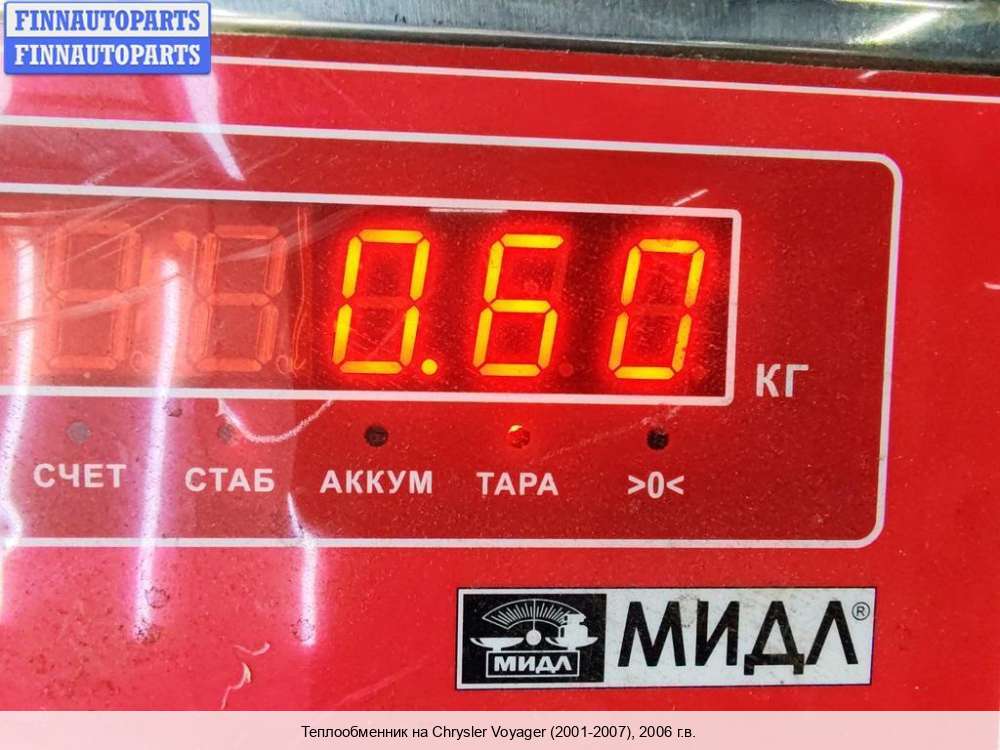 FINNAUTOPARTS
FINNAUTOPARTS
0.60
КГ
СЧЕТ СТАБ АККУМ ТАРА >0<
МИДЛ МИДЛ®
Теплообменник на Chrysler Voyager (2001-2007), 2006 г.в.